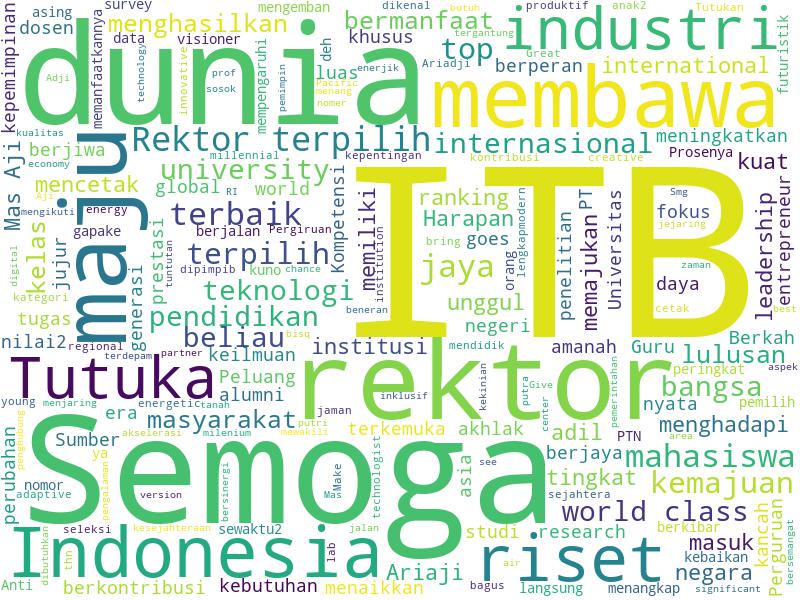 asing
survey
mengemban
dikenal
butuh
produktif
anak2
Tutukan
dosen
menghasilkan
bermanfaat
industri
kepemimpinan
data
visioner
khusus
tergantung
Great
dunia
deh
luas
top
Ariadji
berperan
international
futuristik
memanfaatkannya
technology
innovative
Adji
prof
sosok
mempengaruhi
pemimpin
enerjik
Pacific
menang
nomer
membawa
kualitas
economy
berjiwa
maju
Rektor terpilih
internasional
meningkatkan
Mas Aji
mencetak
millennial
kepentingan
kontribusi
creative
Prosenya
kuat
university
global
RI
world
Kompetensi
memiliki
ITB
ranking
Harapan
Smg
fokus
jejaring
Aji
mengikuti
energy
terbaik
berjalan
Pergiruan
goes
bring
orang
lengkapmodern
penelitian
PT
memajukan
Universitas
leadership
entrepreneur
kelas
jujur
gapake
prestasi
tuntutan
terpilih
dipimpib
kuno
chance
institution
jaya
zaman
daya
digital
kategori
generasi
teknologi
beneran
unggul
cetak
best
tugas
pendidikan
negeri
nilai2
regional
beliau
bisq
institusi
mendidik
amanah
Guru
Berkah
terdepam
partner
keilmuan
lulusan
Tutuka
Peluang
rektor
peringkat
aspek
young
menjaring
energetic
tanah
alumni
inklusif
kekinian
putra
Give
center
pemerintahan
bangsa
nyata
pemilih
era
jaman
masyarakat
putri
mewakili
terkemuka
akhlak
adil
PTN
area
menghadapi
perubahan
penghubung
Sumber
akselerasi
milenium
Semoga
berjaya
mahasiswa
ya
pengalaman
bersinergi
Make
Mas
technologist
asia
see
tingkat
sejahtera
kemajuan
nomor
adaptive
version
world class
seleksi
kesejahteraan
sewaktu2
jalan
studi
research
berkibar
masuk
kancah
Perguruan
bersemangat
Indonesia
lab
riset
kebaikan
dibutuhkan
thn
Ariaji
air
negara
Anti
berkontribusi
kebutuhan
menaikkan
bagus
langsung
menangkap
significant